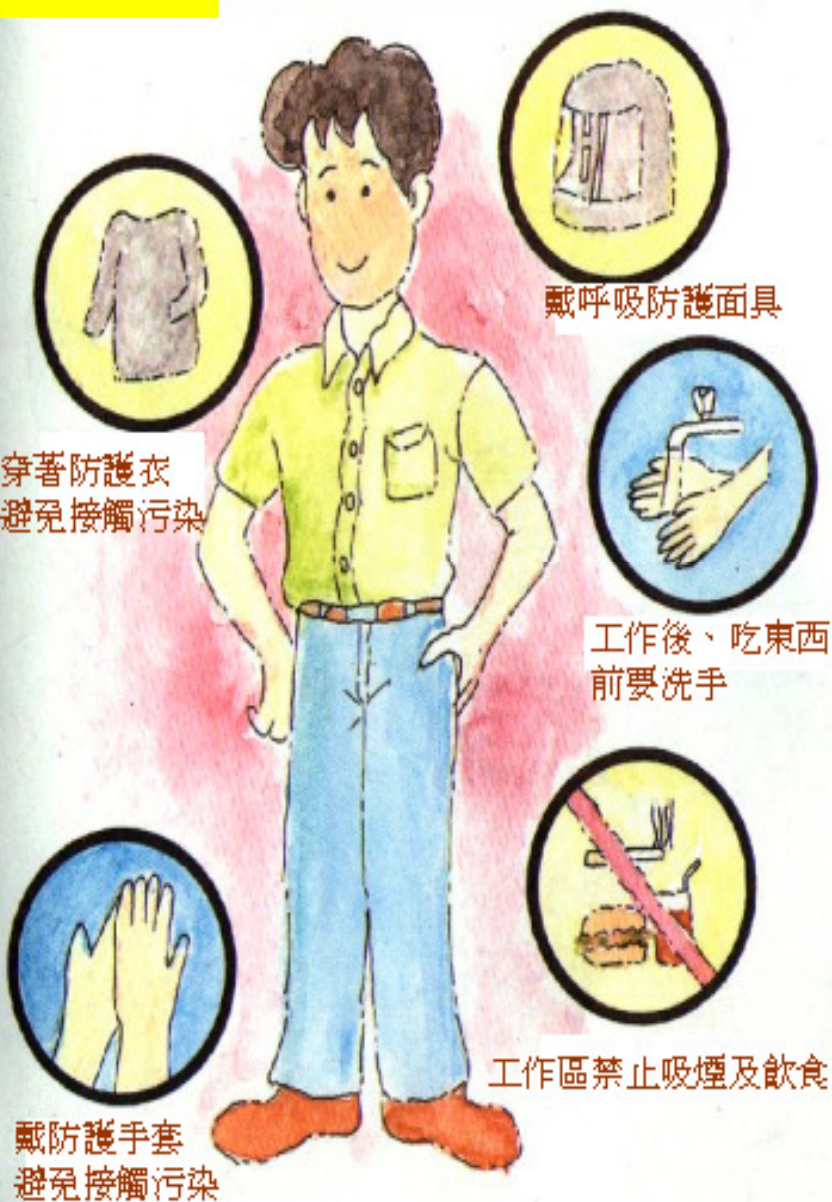 戴呼吸防護面具
穿著防護衣
避免接觸污染
工作後、吃東西
前要洗手
工作區禁止吸煙及飲食
戴防護手套
避免接觸污染